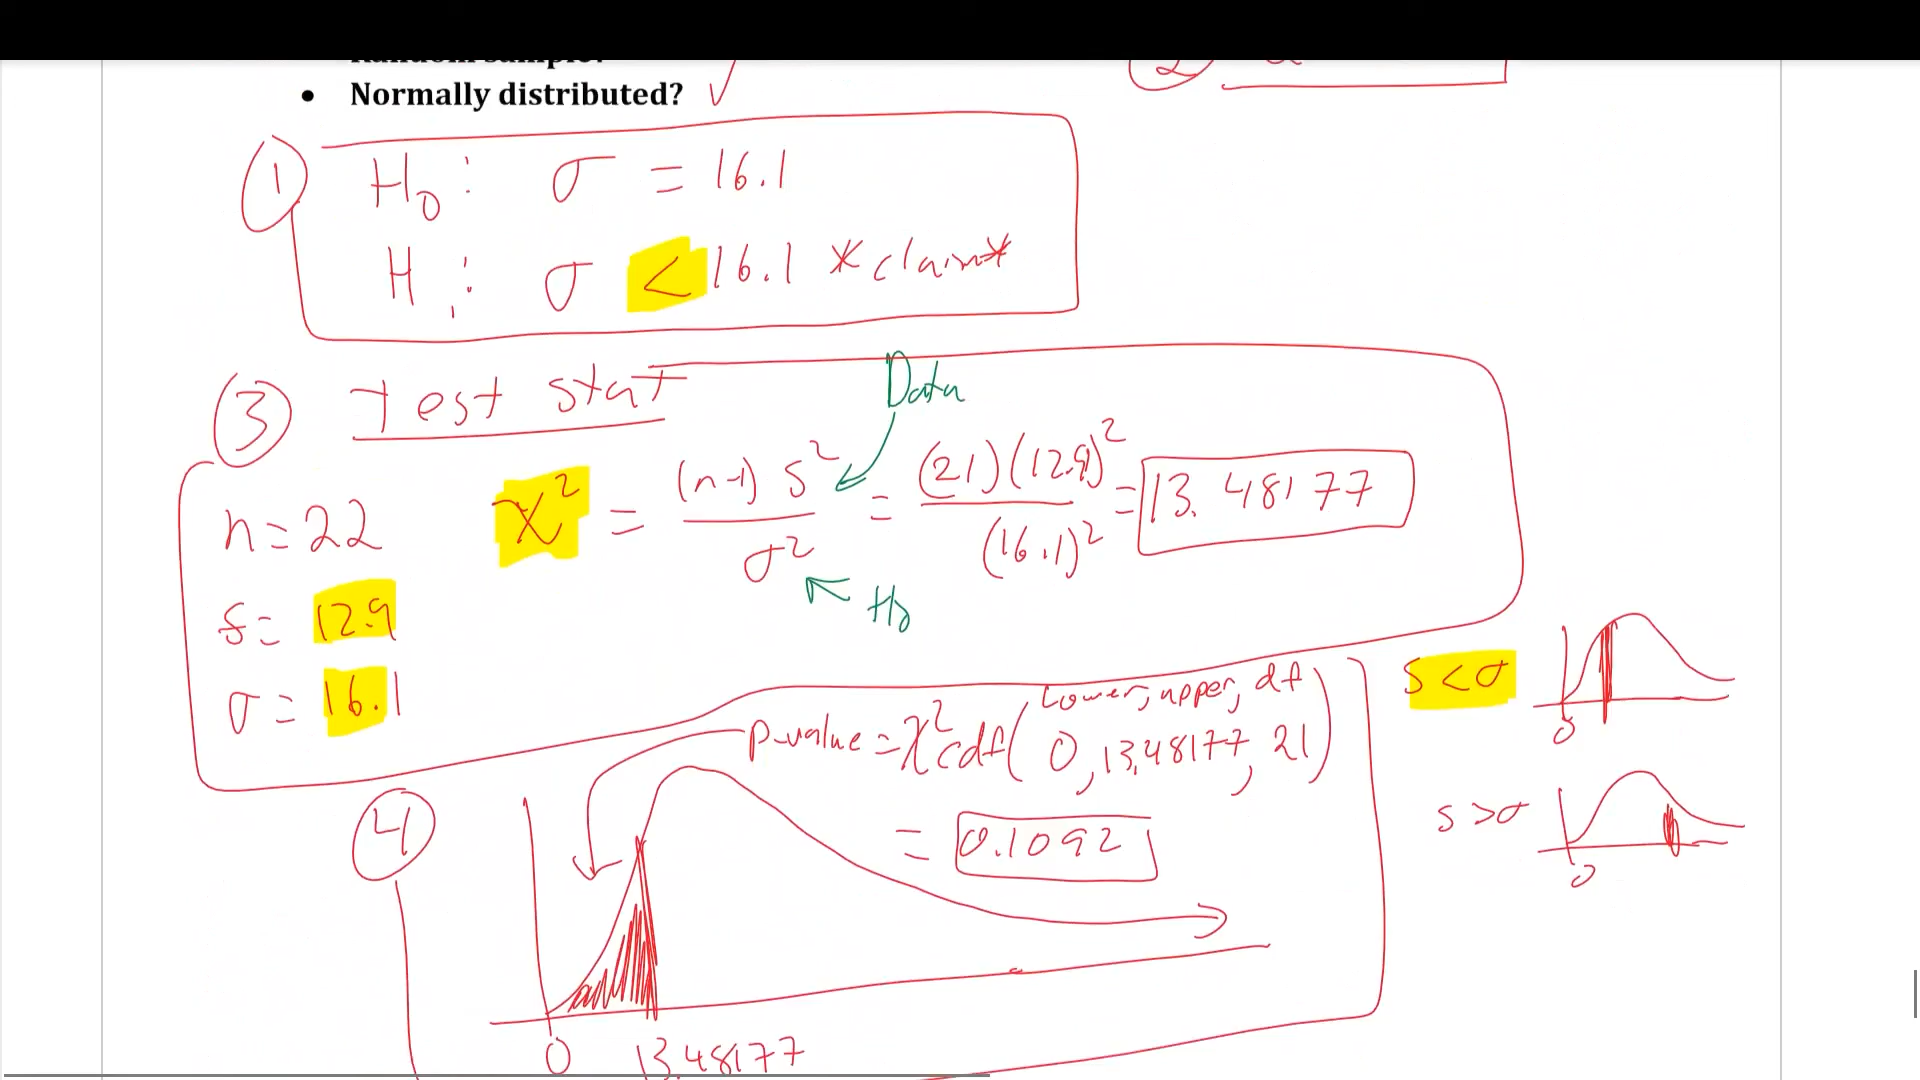 • Normally distributed? ✓
① H₀: σ = 16.1
H₁: σ < 16.1 *claim*
③ test stat
Data
n = 22
χ² = (n-1) s² / σ² = (21)(12.9)² / (16.1)² = 13.48177
H₀
s = 12.9
σ = 16.1
s < σ
0
lower, upper, df
p-value = χ²cdf(0, 13.48177, 21)
= 0.1092
④
s > σ
0
0 13.48177